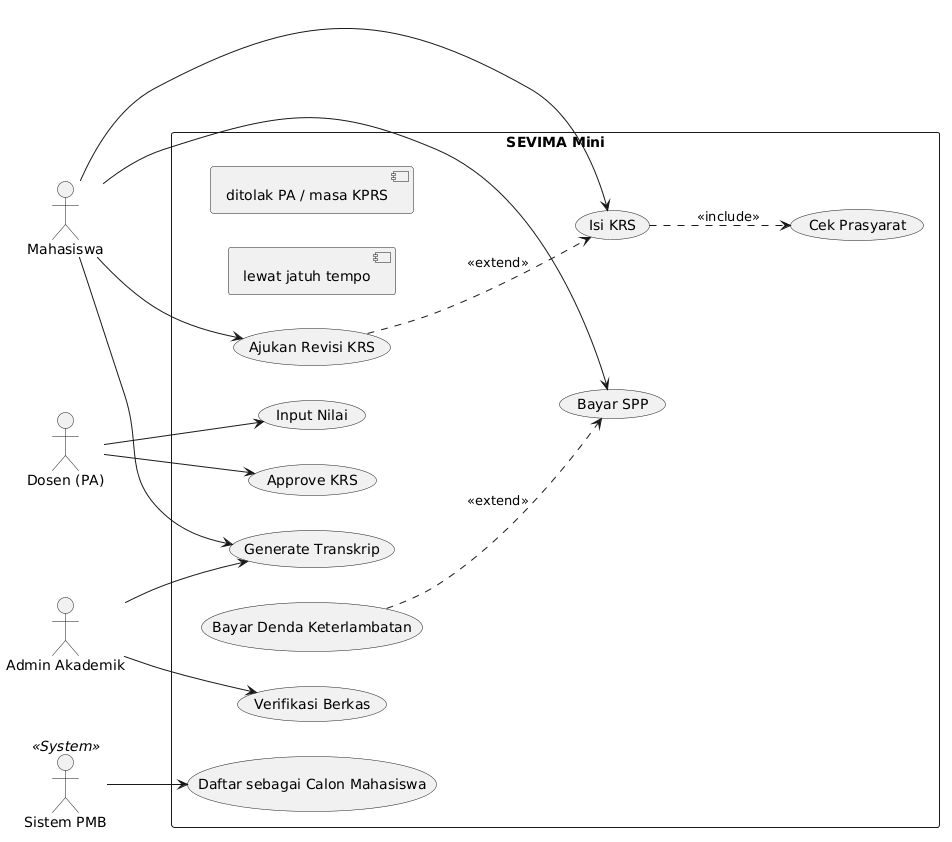 SEVIMA Mini
ditolak PA / masa KPRS
Isi KRS
«include»
Cek Prasyarat
Mahasiswa
«extend»
lewat jatuh tempo
Ajukan Revisi KRS
Bayar SPP
Input Nilai
Dosen (PA)
Approve KRS
«extend»
Generate Transkrip
Bayar Denda Keterlambatan
Admin Akademik
Verifikasi Berkas
«System»
Daftar sebagai Calon Mahasiswa
Sistem PMB